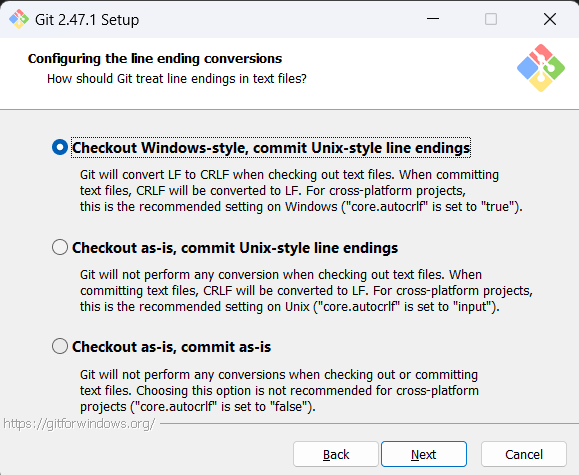 Git 2.47.1 Setup
Configuring the line ending conversions
How should Git treat line endings in text files?
Checkout Windows-style, commit Unix-style line endings
Git will convert LF to CRLF when checking out text files. When committing
text files, CRLF will be converted to LF. For cross-platform projects,
this is the recommended setting on Windows ("core.autocrlf" is set to "true").
Checkout as-is, commit Unix-style line endings
Git will not perform any conversion when checking out text files. When
committing text files, CRLF will be converted to LF. For cross-platform projects,
this is the recommended setting on Unix ("core.autocrlf" is set to "input").
Checkout as-is, commit as-is
Git will not perform any conversions when checking out or committing
text files. Choosing this option is not recommended for cross-platform
projects ("core.autocrlf" is set to "false").
https://gitforwindows.org/
Back Next Cancel